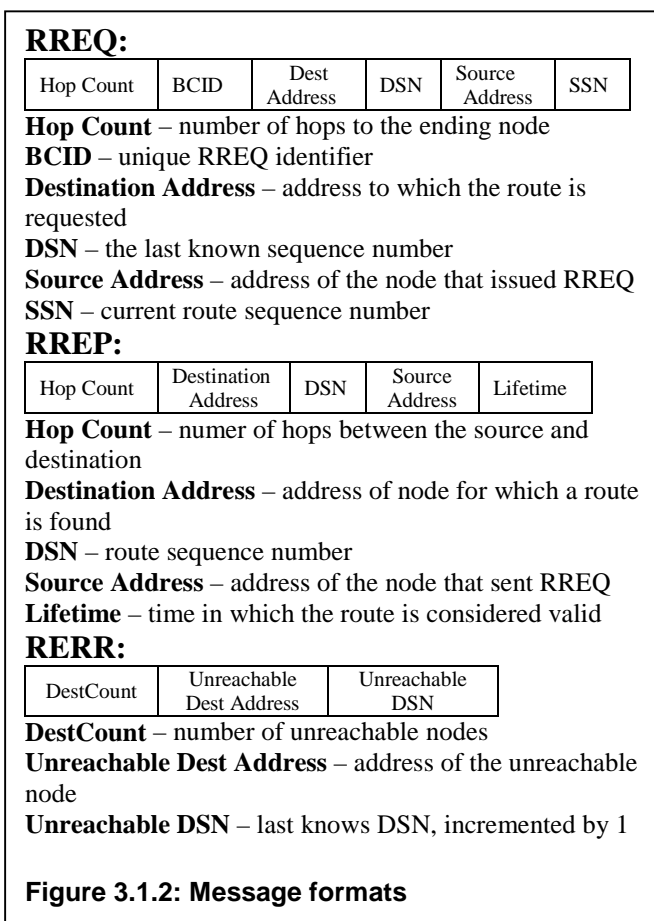 RREQ:
Hop Count BCID Dest Address DSN Source Address SSN
Hop Count – number of hops to the ending node
BCID – unique RREQ identifier
Destination Address – address to which the route is
requested
DSN – the last known sequence number
Source Address – address of the node that issued RREQ
SSN – current route sequence number
RREP:
Hop Count Destination Address DSN Source Address Lifetime
Hop Count – numer of hops between the source and
destination
Destination Address – address of node for which a route
is found
DSN – route sequence number
Source Address – address of the node that sent RREQ
Lifetime – time in which the route is considered valid
RERR:
DestCount Unreachable Dest Address Unreachable DSN
DestCount – number of unreachable nodes
Unreachable Dest Address – address of the unreachable
node
Unreachable DSN – last knows DSN, incremented by 1
Figure 3.1.2: Message formats